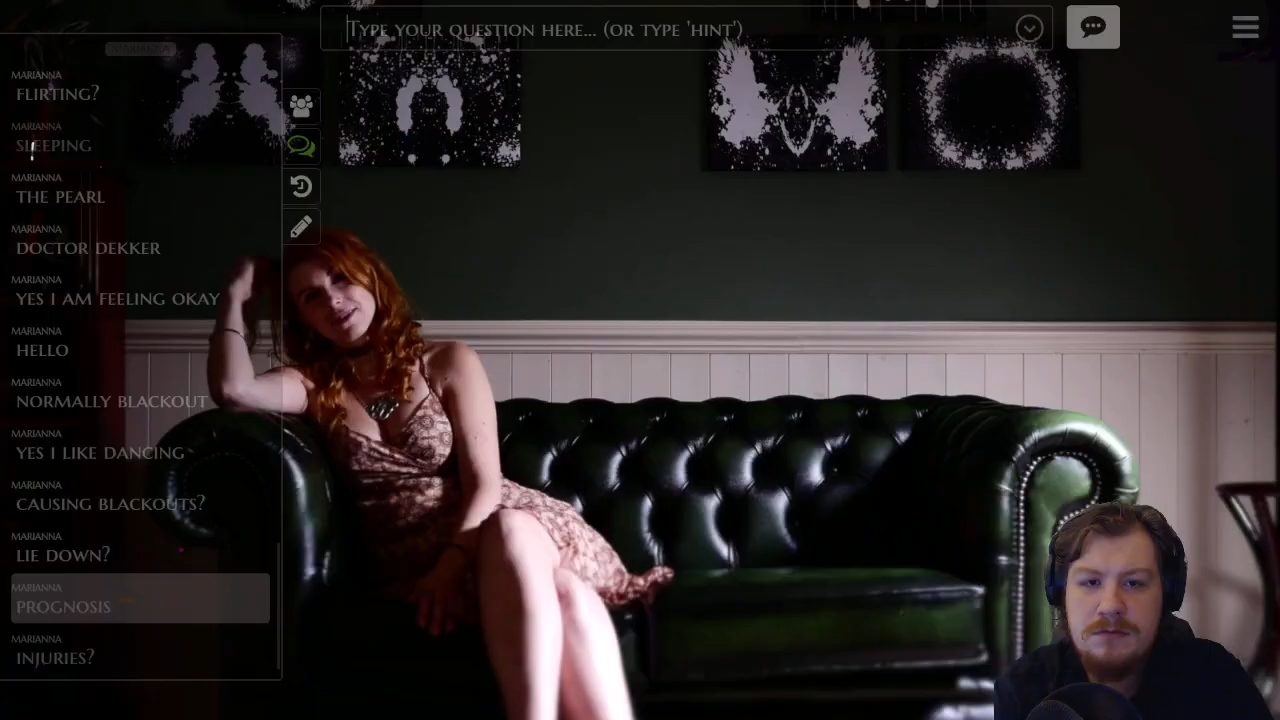 Type your question here... (or type 'hint')
MARIANNA
FLIRTING?
MARIANNA
SLEEPING
MARIANNA
THE PEARL
MARIANNA
DOCTOR DEKKER
MARIANNA
YES I AM FEELING OKAY
MARIANNA
HELLO
MARIANNA
NORMALLY BLACKOUT
MARIANNA
YES I LIKE DANCING
MARIANNA
CAUSING BLACKOUTS?
MARIANNA
LIE DOWN?
MARIANNA
PROGNOSIS
MARIANNA
INJURIES?